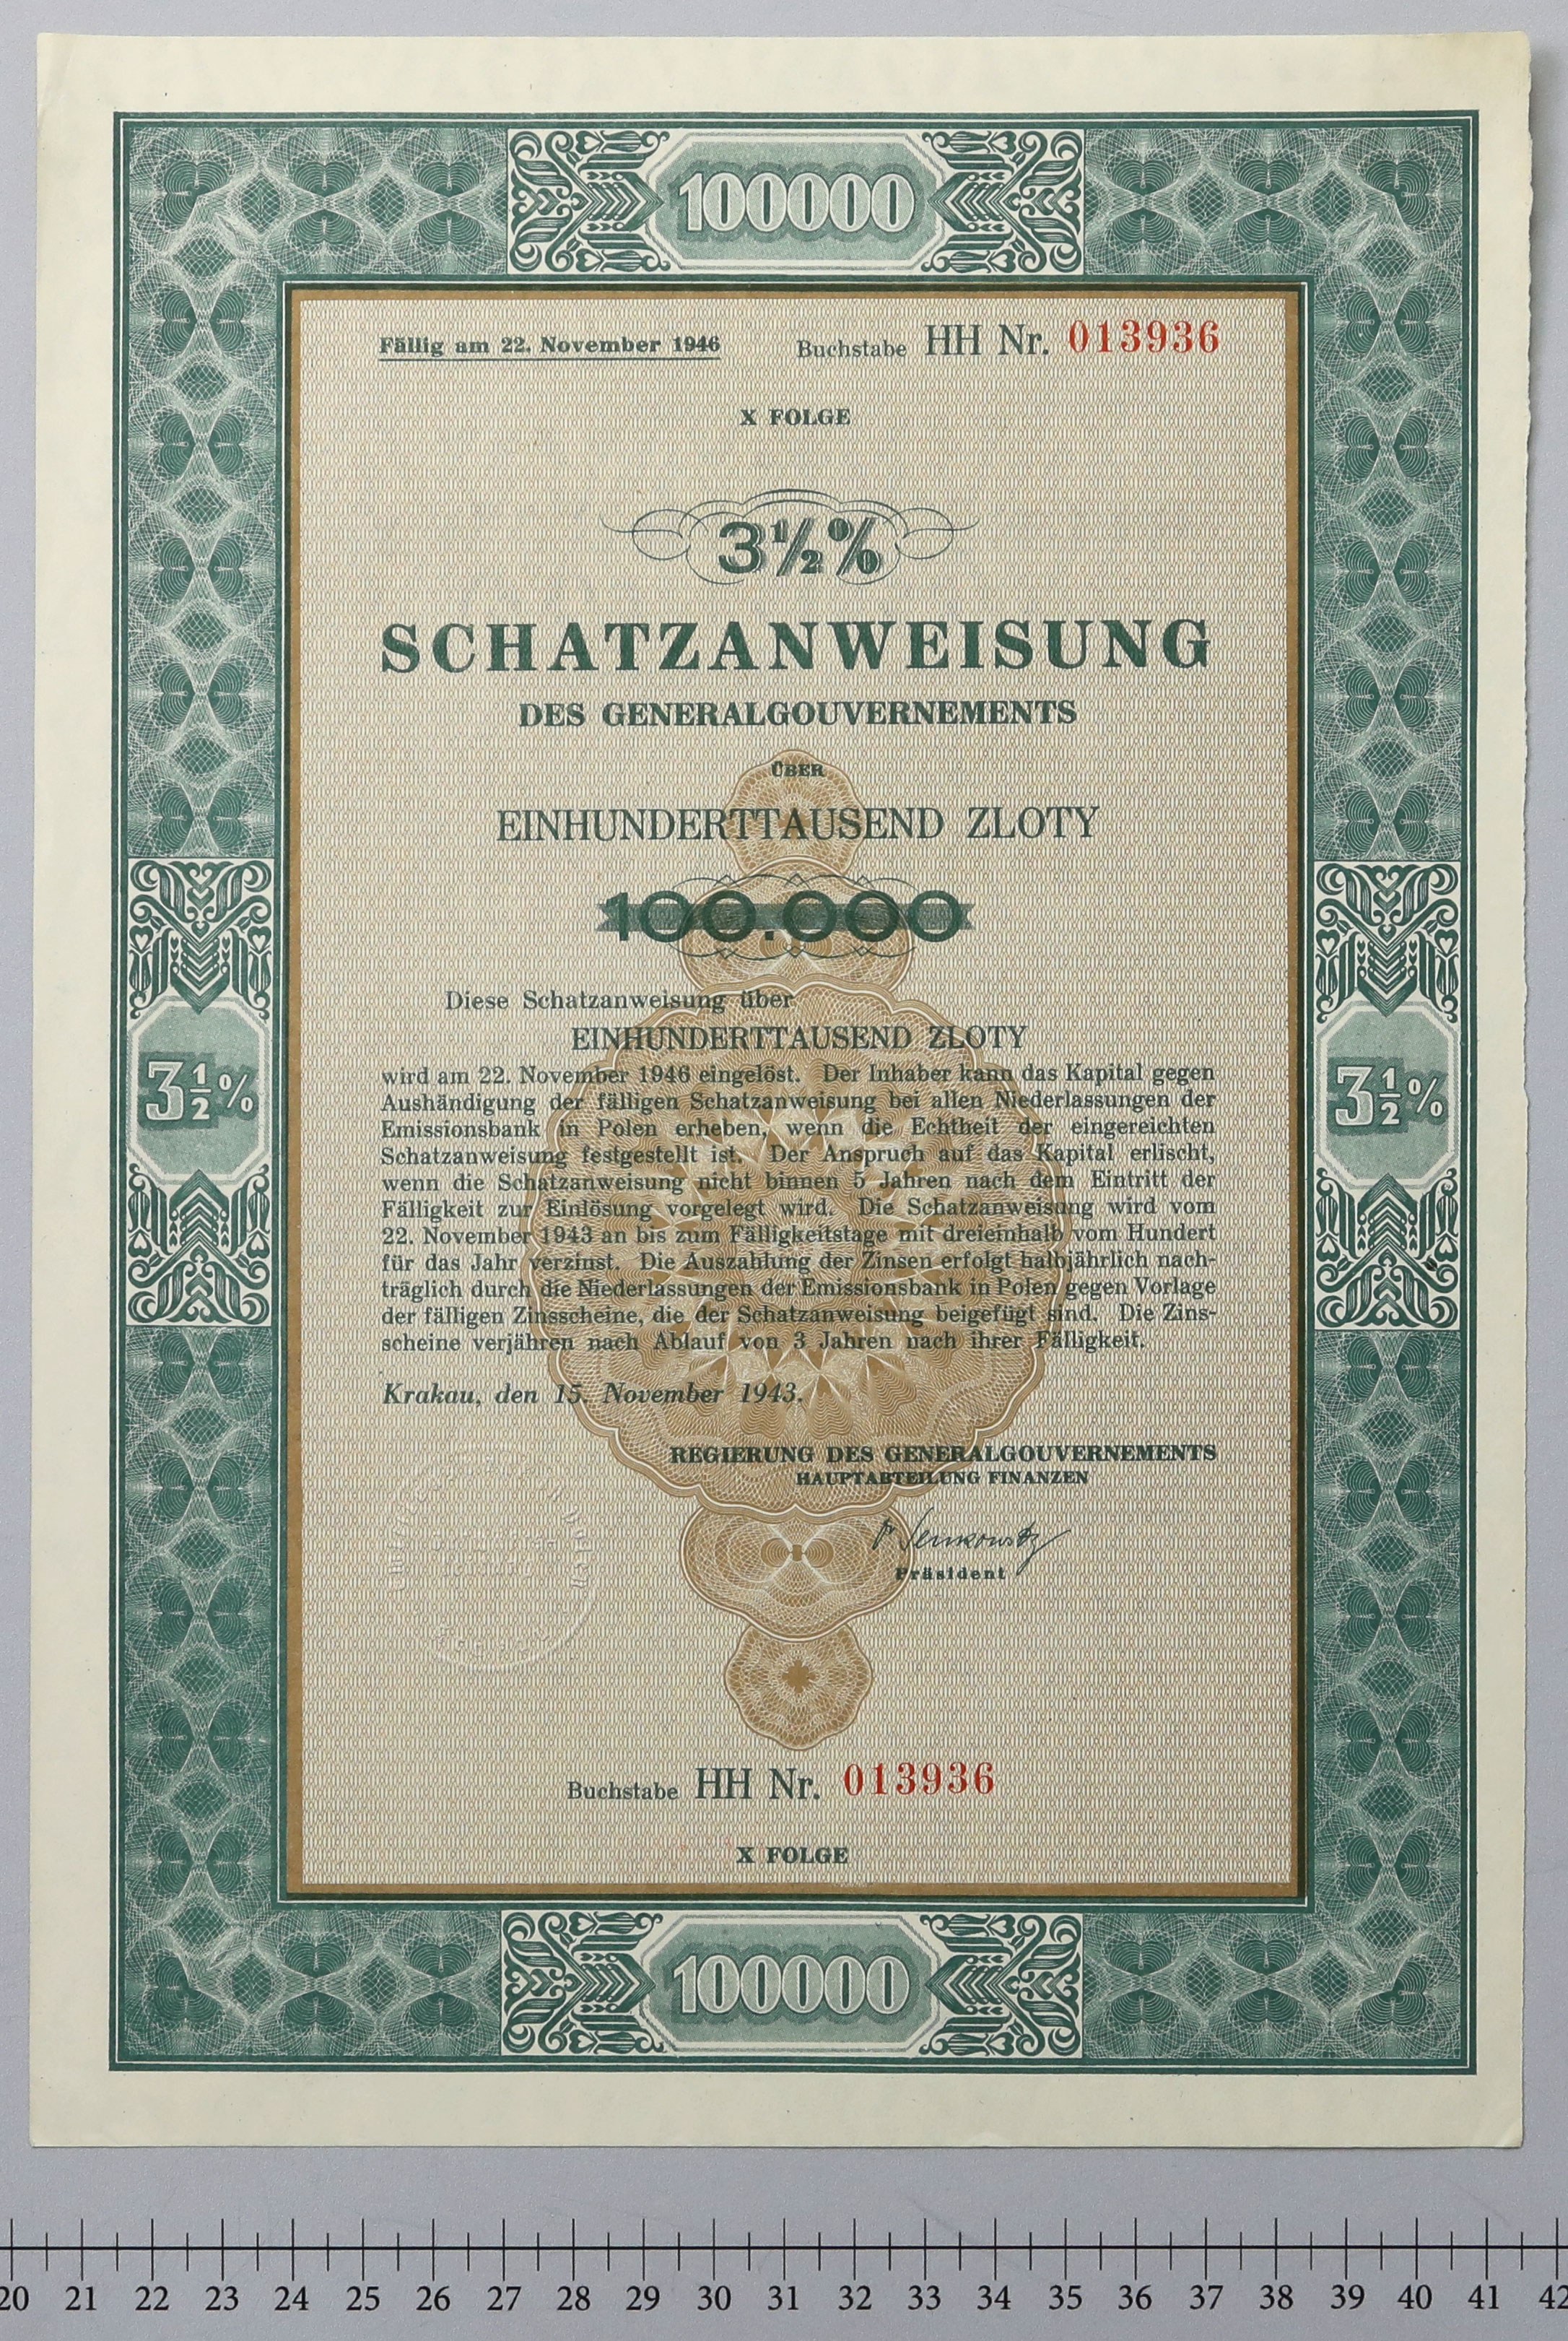 100000
Fällig am 22. November 1946
Buchstabe HH Nr. 013936
X FOLGE
3½%
SCHATZANWEISUNG
DES GENERALGOUVERNEMENTS
ÜBER
EINHUNDERTTAUSEND ZLOTY
100.000
Diese Schatzanweisung über
EINHUNDERTTAUSEND ZLOTY
wird am 22. November 1946 eingelöst. Der Inhaber kann das Kapital gegen
Aushändigung der fälligen Schatzanweisung bei allen Niederlassungen der
Emissionsbank in Polen erheben, wenn die Echtheit der eingereichten
Schatzanweisung festgestellt ist. Der Anspruch auf das Kapital erlischt,
wenn die Schatzanweisung nicht binnen 5 Jahren nach dem Eintritt der
Fälligkeit zur Einlösung vorgelegt wird. Die Schatzanweisung wird vom
22. November 1943 an bis zum Fälligkeitstage mit dreieinhalb vom Hundert
für das Jahr verzinst. Die Auszahlung der Zinsen erfolgt halbjährlich nach-
träglich durch die Niederlassungen der Emissionsbank in Polen gegen Vorlage
der fälligen Zinsscheine, die der Schatzanweisung beigefügt sind. Die Zins-
scheine verjähren nach Ablauf von 3 Jahren nach ihrer Fälligkeit.
3½%
3½%
Krakau, den 15. November 1943.
REGIERUNG DES GENERALGOUVERNEMENTS
HAUPTABTEILUNG FINANZEN
Präsident
Buchstabe HH Nr. 013936
X FOLGE
100000
20 21 22 23 24 25 26 27 28 29 30 31 32 33 34 35 36 37 38 39 40 41 42